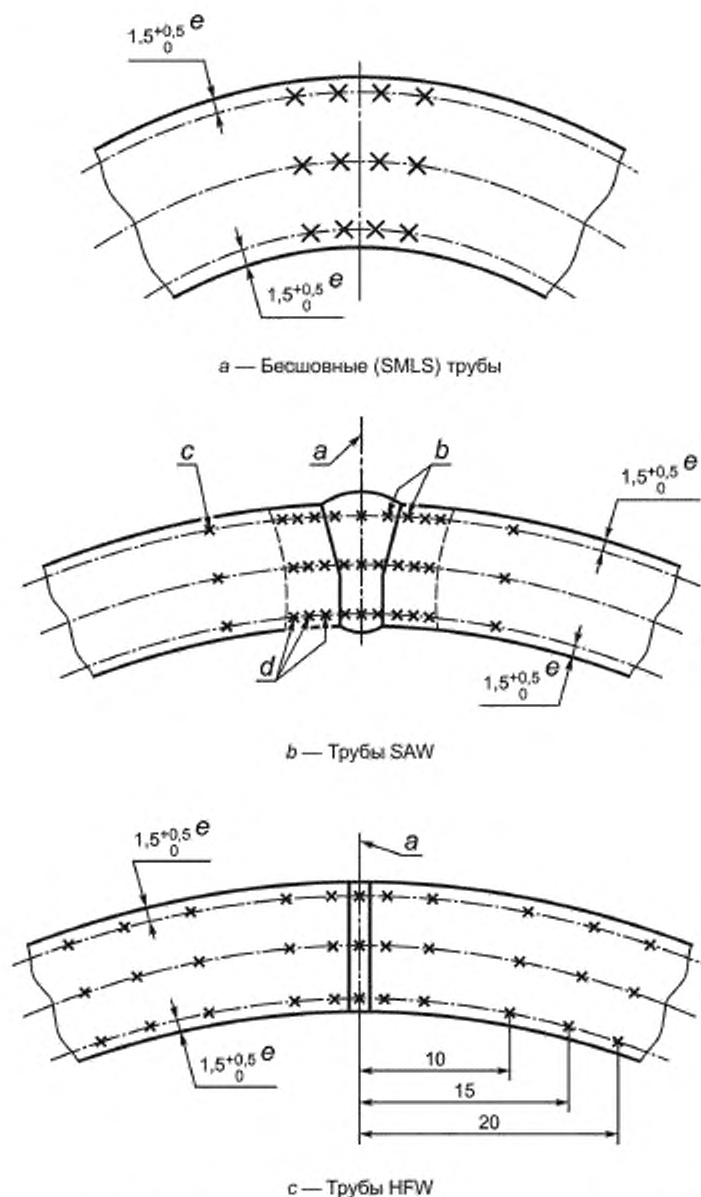 1,5+0,5 0 e
1,5+0,5 0 e
a — Бесшовные (SMLS) трубы
c
a
b
1,5+0,5 0 e
d
1,5+0,5 0 e
b — Трубы SAW
1,5+0,5 0 e
a
1,5+0,5 0 e
10
15
20
c — Трубы HFW